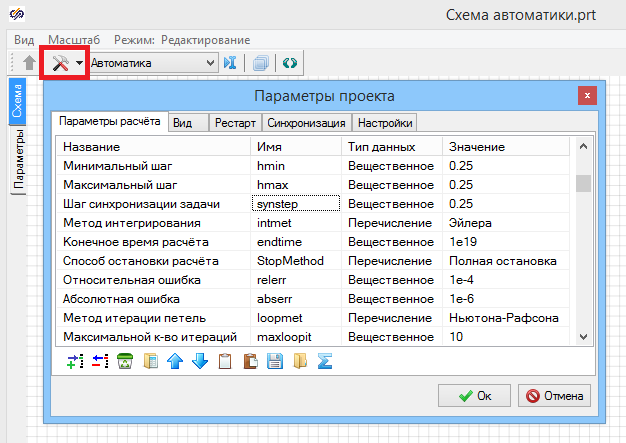 Схема автоматики.prt
Вид Масштаб Режим: Редактирование
Автоматика
Схема
Параметры
Параметры проекта
x
Параметры расчёта Вид Рестарт Синхронизация Настройки
Название Имя Тип данных Значение
Минимальный шаг hmin Вещественное 0.25
Максимальный шаг hmax Вещественное 0.25
Шаг синхронизации задачи synstep Вещественное 0.25
Метод интегрирования intmet Перечисление Эйлера
Конечное время расчёта endtime Вещественное 1e19
Способ остановки расчёта StopMethod Перечисление Полная остановка
Относительная ошибка relerr Вещественное 1e-4
Абсолютная ошибка abserr Вещественное 1e-6
Метод итерации петель loopmet Перечисление Ньютона-Рафсона
Максимальной к-во итераций maxloopit Вещественное 10
Ок Отмена